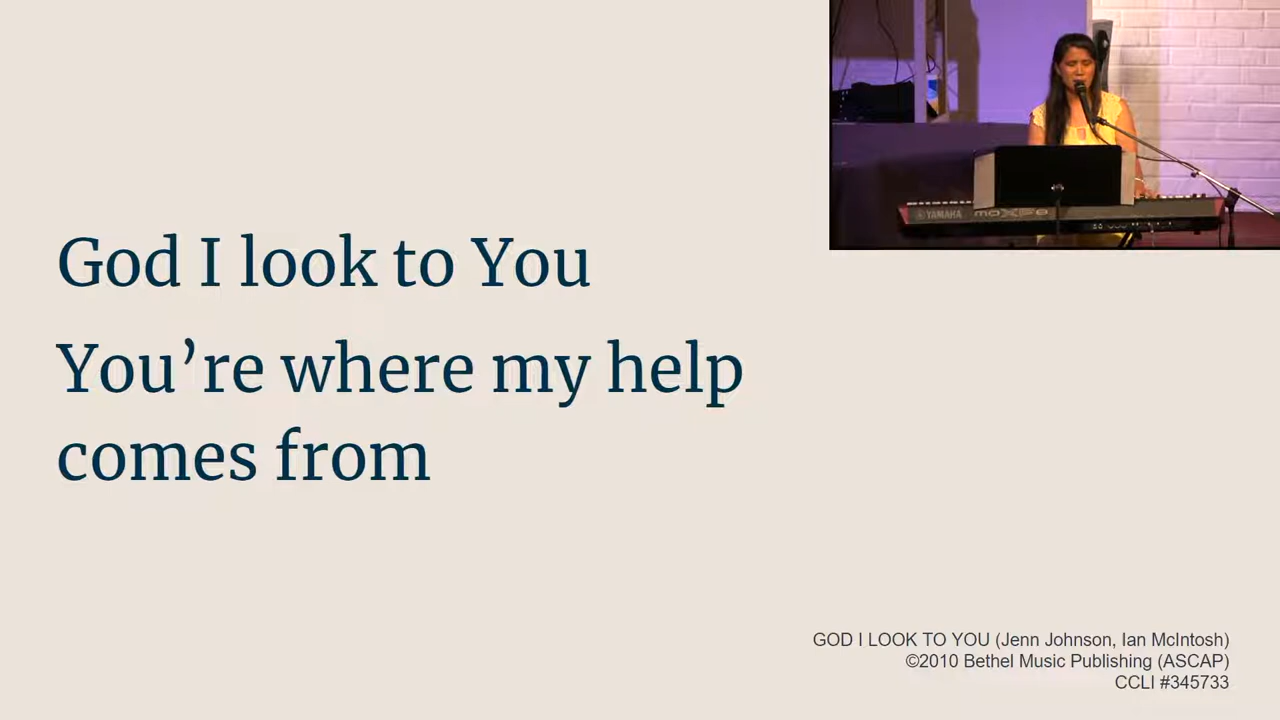 God I look to You
You’re where my help
comes from
YAMAHA MOXF8
GOD I LOOK TO YOU (Jenn Johnson, Ian McIntosh)
©2010 Bethel Music Publishing (ASCAP)
CCLI #345733